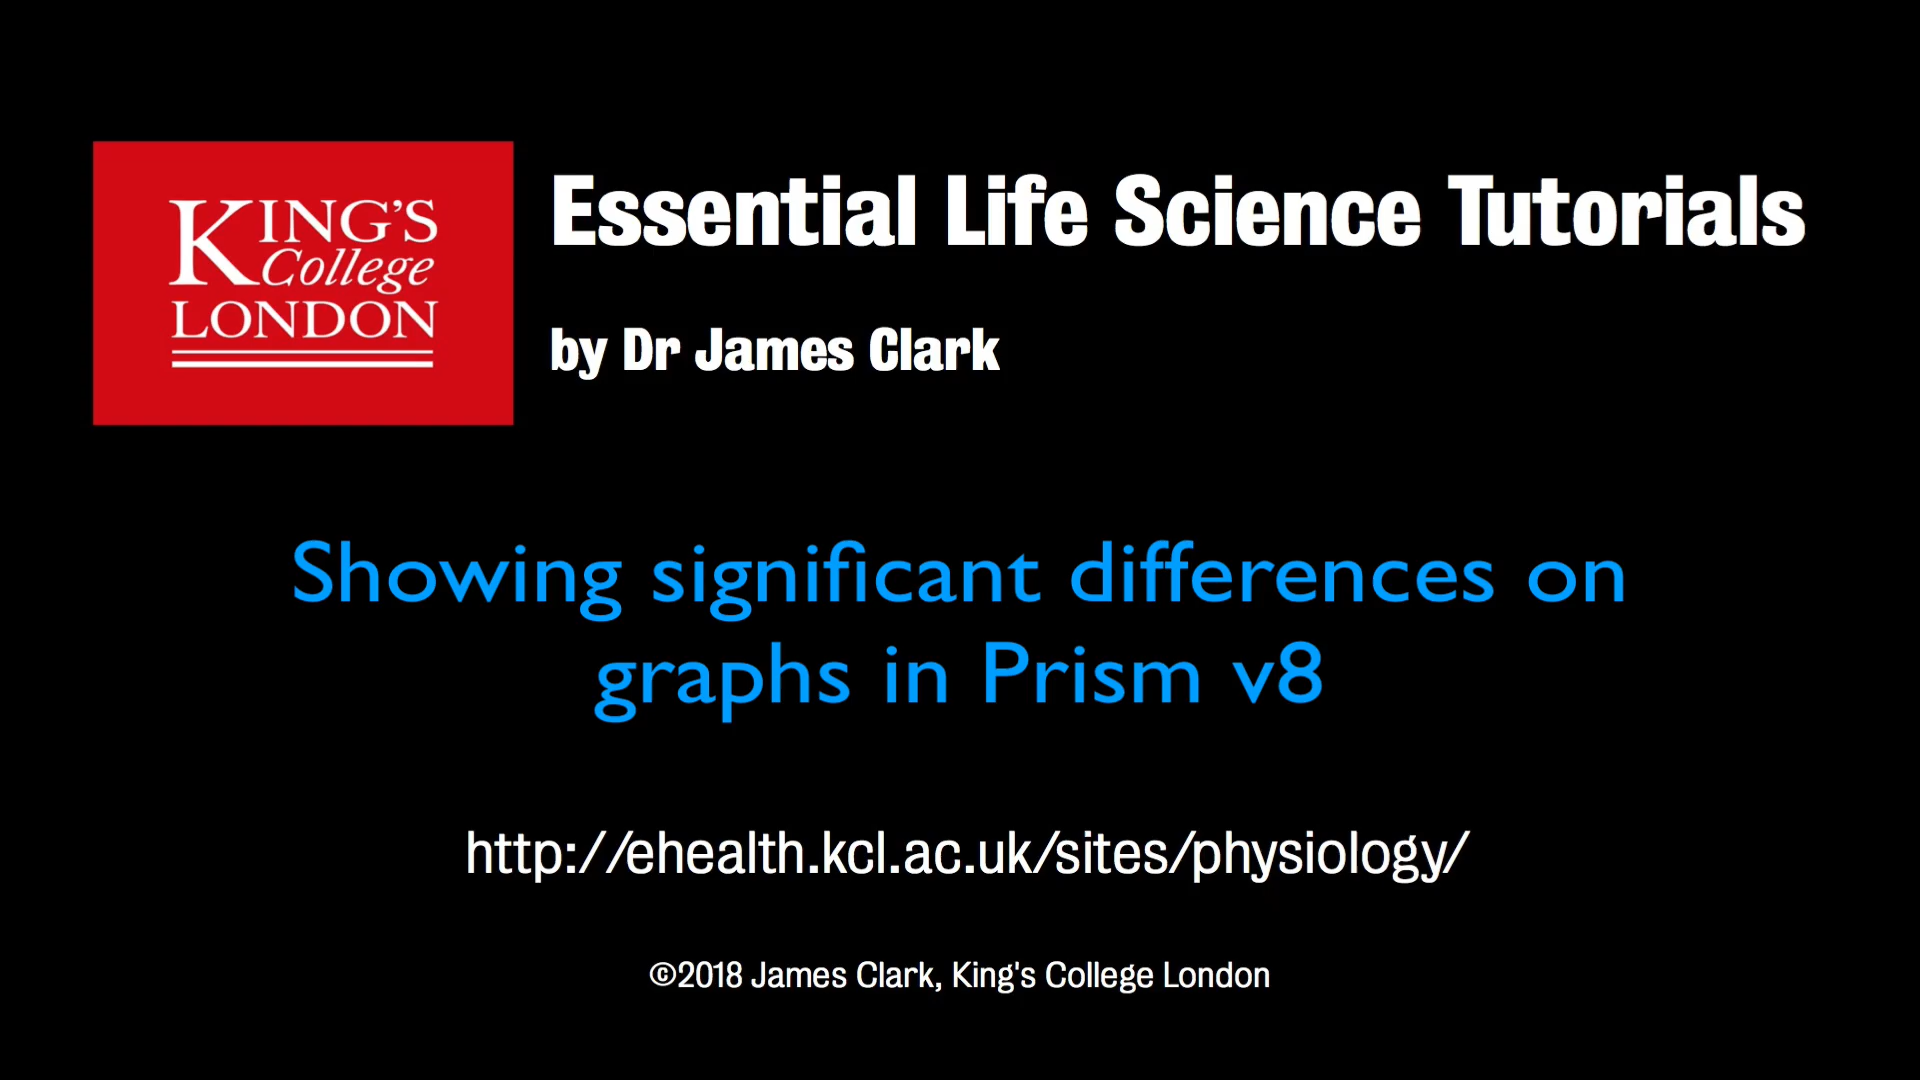 KING'S
College
LONDON
Essential Life Science Tutorials
by Dr James Clark
Showing significant differences on
graphs in Prism v8
http://ehealth.kcl.ac.uk/sites/physiology/
©2018 James Clark, King's College London